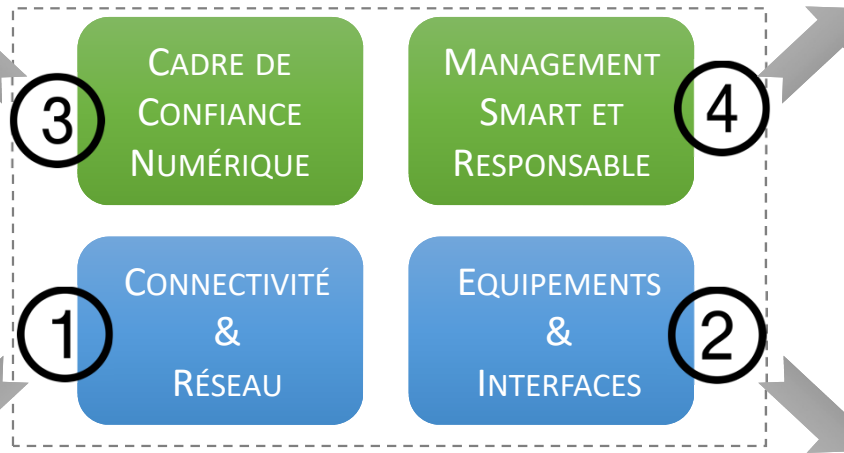 3
CADRE DE
CONFIANCE
NUMÉRIQUE
MANAGEMENT
SMART ET
RESPONSABLE
4
1
CONNECTIVITÉ
&
RÉSEAU
EQUIPEMENTS
&
INTERFACES
2